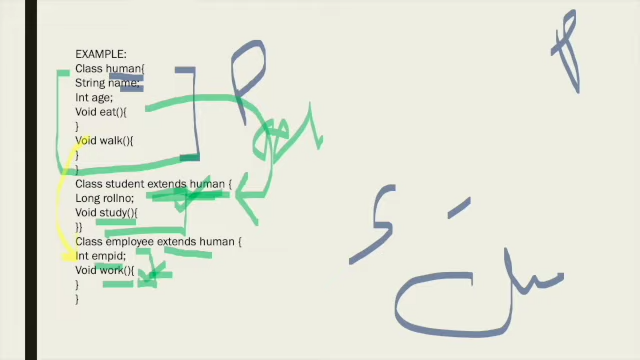 EXAMPLE:
Class human{
String name;
Int age;
Void eat(){
}
Void walk(){
}
}
Class student extends human {
Long rollno;
Void study(){
}}
Class employee extends human {
Int empid;
Void work(){
}
}
P